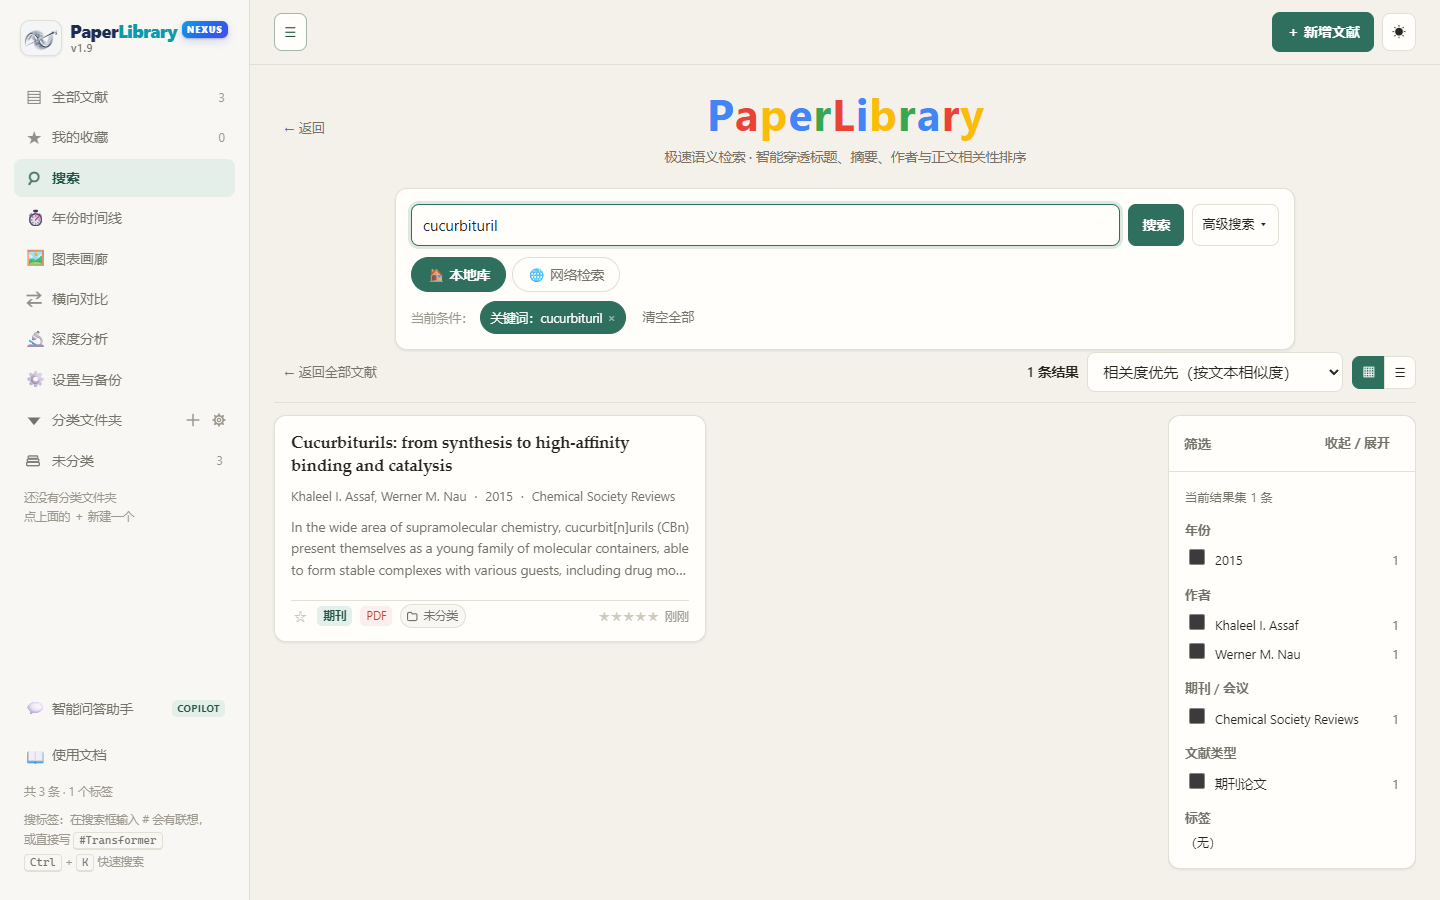 PaperLibrary NEXUS
v1.9
全部文献 3
我的收藏 0
搜索
年份时间线
图表画廊
横向对比
深度分析
设置与备份
分类文件夹
未分类 3
还没有分类文件夹
点上面的 + 新建一个
智能问答助手 COPILOT
使用文档
共 3 条 · 1 个标签
搜标签：在搜索框输入 # 会有联想，
或直接写 #Transformer
Ctrl + K 快速搜索
☰
+ 新增文献
← 返回
PaperLibrary
极速语义检索 · 智能穿透标题、摘要、作者与正文相关性排序
cucurbituril
搜索
高级搜索 ▾
本地库
网络检索
当前条件：
关键词：cucurbituril ×
清空全部
← 返回全部文献
1 条结果
相关度优先（按文本相似度）
Cucurbiturils: from synthesis to high-affinity
binding and catalysis
Khaleel I. Assaf, Werner M. Nau · 2015 · Chemical Society Reviews
In the wide area of supramolecular chemistry, cucurbit[n]urils (CBn)
present themselves as a young family of molecular containers, able
to form stable complexes with various guests, including drug mo...
☆ 期刊 PDF 未分类 ★★★★★ 刚刚
筛选 收起 / 展开
当前结果集 1 条
年份
2015 1
作者
Khaleel I. Assaf 1
Werner M. Nau 1
期刊 / 会议
Chemical Society Reviews 1
文献类型
期刊论文 1
标签
（无）